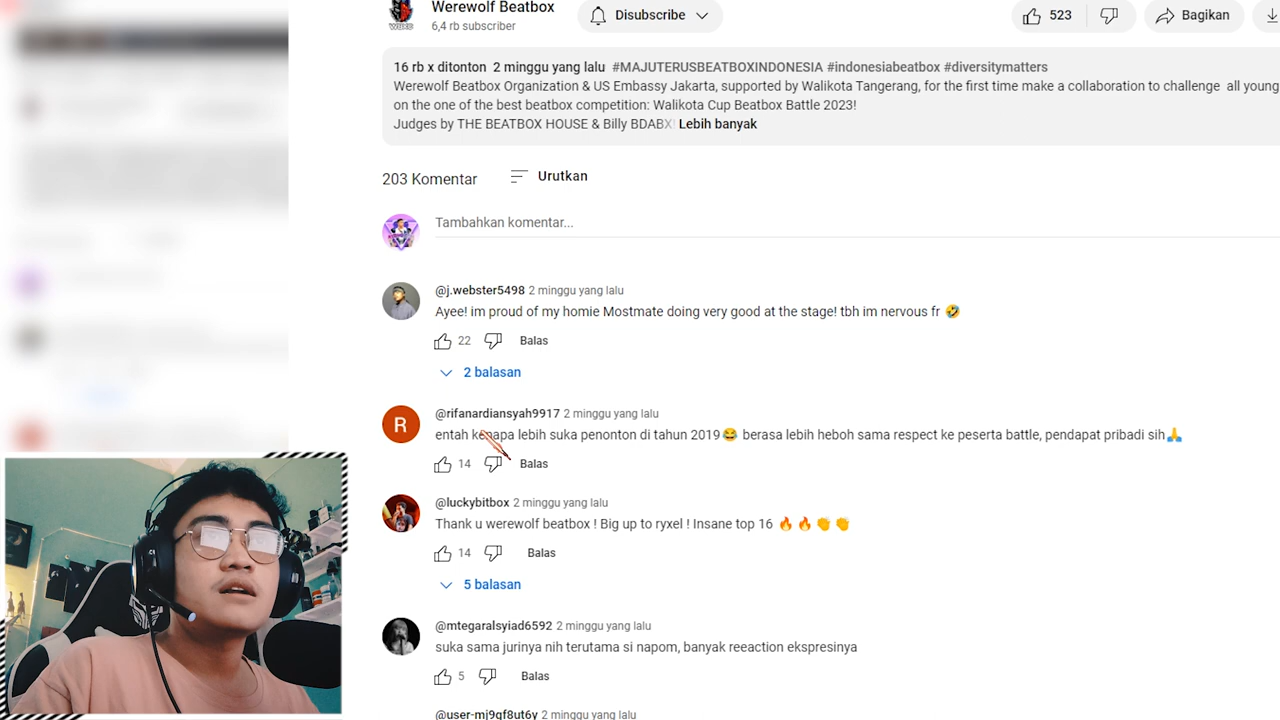 Werewolf Beatbox
6,4 rb subscriber
Disubscribe
523
Bagikan
16 rb x ditonton 2 minggu yang lalu #MAJUTERUSBEATBOXINDONESIA #indonesiabeatbox #diversitymatters
Werewolf Beatbox Organization & US Embassy Jakarta, supported by Walikota Tangerang, for the first time make a collaboration to challenge all young
on the one of the best beatbox competition: Walikota Cup Beatbox Battle 2023!
Judges by THE BEATBOX HOUSE & Billy BDABX! Lebih banyak
203 Komentar
Urutkan
Tambahkan komentar...
@j.webster5498 2 minggu yang lalu
Ayee! im proud of my homie Mostmate doing very good at the stage! tbh im nervous fr 🤣
22
Balas
2 balasan
R
@rifanardiansyah9917 2 minggu yang lalu
entah kenapa lebih suka penonton di tahun 2019😂 berasa lebih heboh sama respect ke peserta battle, pendapat pribadi sih🙏
14
Balas
@luckybitbox 2 minggu yang lalu
Thank u werewolf beatbox ! Big up to ryxel ! Insane top 16 🔥🔥👏👏
14
Balas
5 balasan
@mtegaralsyiad6592 2 minggu yang lalu
suka sama jurinya nih terutama si napom, banyak reeaction ekspresinya
5
Balas
@user-mj9qf8ut6y 2 minggu yang lalu